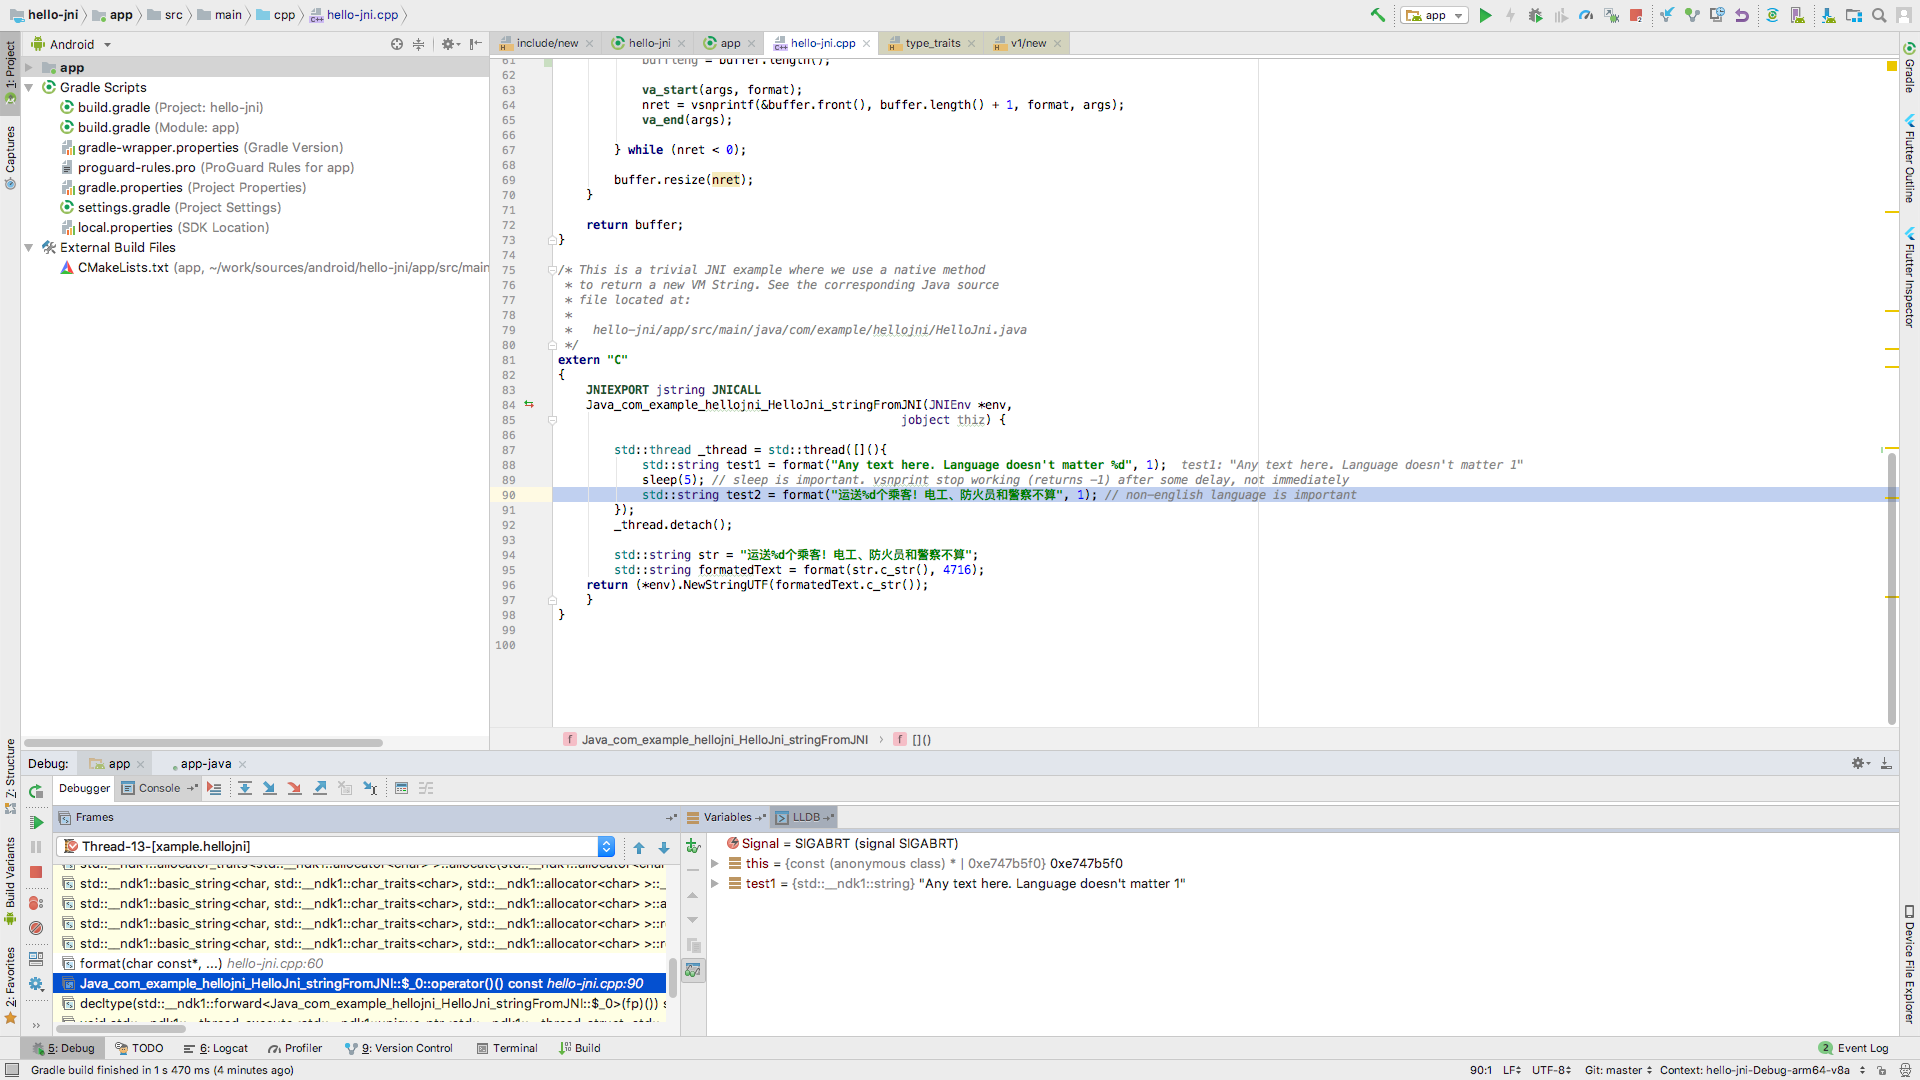 hello-jni
app
src
main
cpp
hello-jni.cpp
app
Android
include/new
hello-jni
app
hello-jni.cpp
type_traits
v1/new
app
Gradle Scripts
build.gradle (Project: hello-jni)
build.gradle (Module: app)
gradle-wrapper.properties (Gradle Version)
proguard-rules.pro (ProGuard Rules for app)
gradle.properties (Project Properties)
settings.gradle (Project Settings)
local.properties (SDK Location)
External Build Files
CMakeLists.txt (app, ~/work/sources/android/hello-jni/app/src/main
1: Project
Captures
Z: Structure
Build Variants
2: Favorites
61 buffleng = buffer.length();
62
63 va_start(args, format);
64 nret = vsnprintf(&buffer.front(), buffer.length() + 1, format, args);
65 va_end(args);
66
67 } while (nret < 0);
68
69 buffer.resize(nret);
70 }
71
72 return buffer;
73 }
74
75 /* This is a trivial JNI example where we use a native method
76 * to return a new VM String. See the corresponding Java source
77 * file located at:
78 *
79 * hello-jni/app/src/main/java/com/example/hellojni/HelloJni.java
80 */
81 extern "C"
82 {
83 JNIEXPORT jstring JNICALL
84 Java_com_example_hellojni_HelloJni_stringFromJNI(JNIEnv *env,
85 jobject thiz) {
86
87 std::thread _thread = std::thread([](){
88 std::string test1 = format("Any text here. Language doesn't matter %d", 1); test1: "Any text here. Language doesn't matter 1"
89 sleep(5); // sleep is important. vsnprint stop working (returns -1) after some delay, not immediately
90 std::string test2 = format("运送%d个乘客! 电工、防火员和警察不算", 1); // non-english language is important
91 });
92 _thread.detach();
93
94 std::string str = "运送%d个乘客! 电工、防火员和警察不算";
95 std::string formatedText = format(str.c_str(), 4716);
96 return (*env).NewStringUTF(formatedText.c_str());
97 }
98 }
99
100
Java_com_example_hellojni_HelloJni_stringFromJNI
f []()
Gradle
Flutter Outline
Flutter Inspector
Device File Explorer
Debug: app app-java
Debugger Console
Frames
Variables LLDB
Thread-13-[xample.hellojni]
std::__ndk1::basic_string<char, std::__ndk1::char_traits<char>, std::__ndk1::allocator<char> >::_
std::__ndk1::basic_string<char, std::__ndk1::char_traits<char>, std::__ndk1::allocator<char> >::a
std::__ndk1::basic_string<char, std::__ndk1::char_traits<char>, std::__ndk1::allocator<char> >::r
std::__ndk1::basic_string<char, std::__ndk1::char_traits<char>, std::__ndk1::allocator<char> >::r
format(char const*, ...) hello-jni.cpp:60
Java_com_example_hellojni_HelloJni_stringFromJNI::$_0::operator()() const hello-jni.cpp:90
decltype(std::__ndk1::forward<Java_com_example_hellojni_HelloJni_stringFromJNI::$_0>(fp)()) s
Signal = SIGABRT (signal SIGABRT)
this = {const (anonymous class) * | 0xe747b5f0} 0xe747b5f0
test1 = {std::__ndk1::string} "Any text here. Language doesn't matter 1"
5: Debug
TODO
6: Logcat
Profiler
9: Version Control
Terminal
Build
2 Event Log
Gradle build finished in 1 s 470 ms (4 minutes ago)
90:1 LF UTF-8 Git: master Context: hello-jni-Debug-arm64-v8a